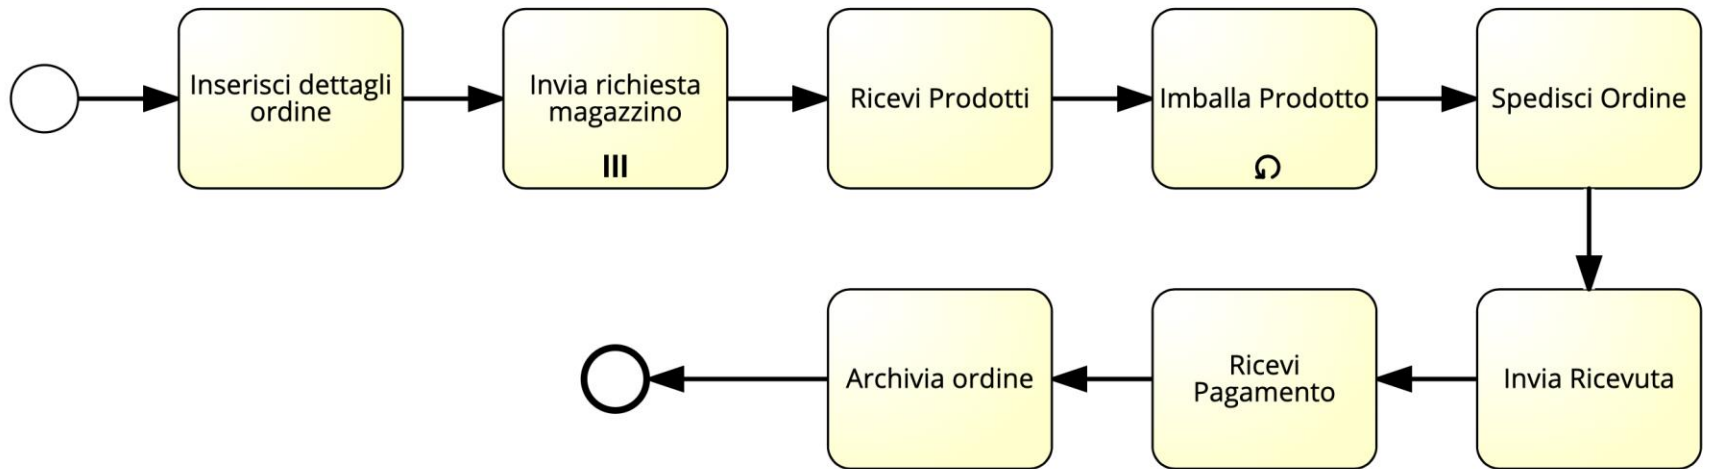 Inserisci dettagli
ordine
Invia richiesta
magazzino
Ricevi Prodotti
Imballa Prodotto
Spedisci Ordine
Archivia ordine
Ricevi
Pagamento
Invia Ricevuta